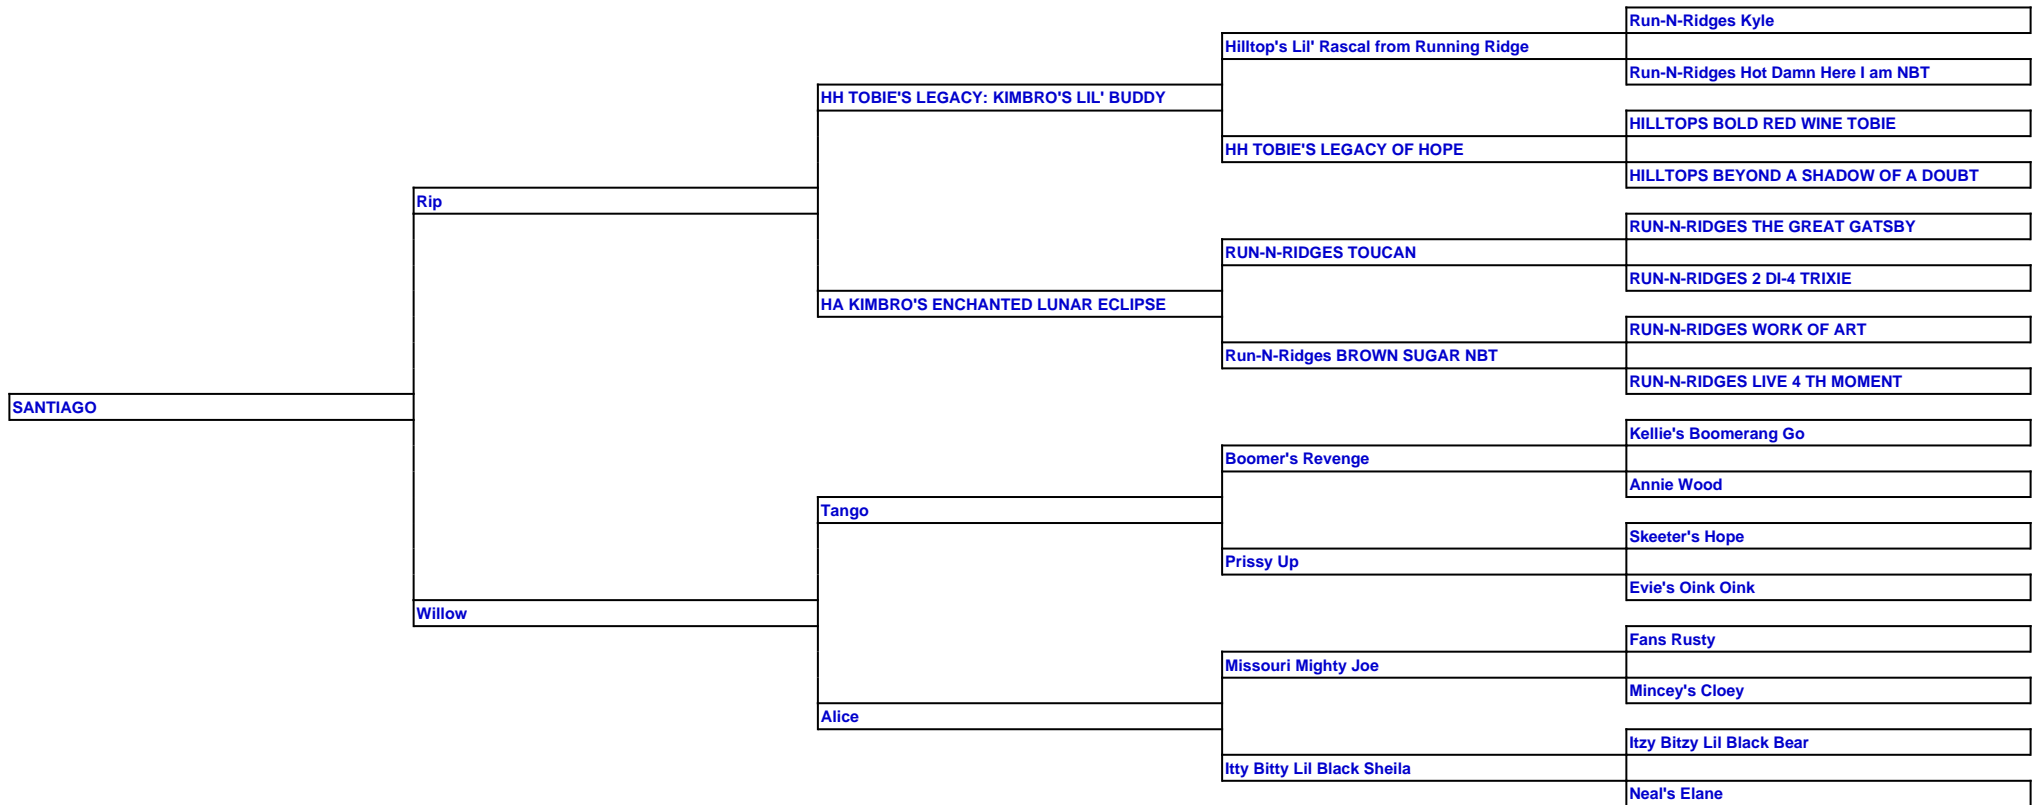 Run-N-Ridges Kyle
Hilltop's Lil' Rascal from Running Ridge
Run-N-Ridges Hot Damn Here I am NBT
HH TOBIE'S LEGACY: KIMBRO'S LIL' BUDDY
HILLTOPS BOLD RED WINE TOBIE
HH TOBIE'S LEGACY OF HOPE
HILLTOPS BEYOND A SHADOW OF A DOUBT
Rip
RUN-N-RIDGES THE GREAT GATSBY
RUN-N-RIDGES TOUCAN
RUN-N-RIDGES 2 DI-4 TRIXIE
HA KIMBRO'S ENCHANTED LUNAR ECLIPSE
RUN-N-RIDGES WORK OF ART
Run-N-Ridges BROWN SUGAR NBT
RUN-N-RIDGES LIVE 4 TH MOMENT
SANTIAGO
Kellie's Boomerang Go
Boomer's Revenge
Annie Wood
Tango
Skeeter's Hope
Prissy Up
Evie's Oink Oink
Willow
Fans Rusty
Missouri Mighty Joe
Mincey's Cloey
Alice
Itzy Bitzy Lil Black Bear
Itty Bitty Lil Black Sheila
Neal's Elane